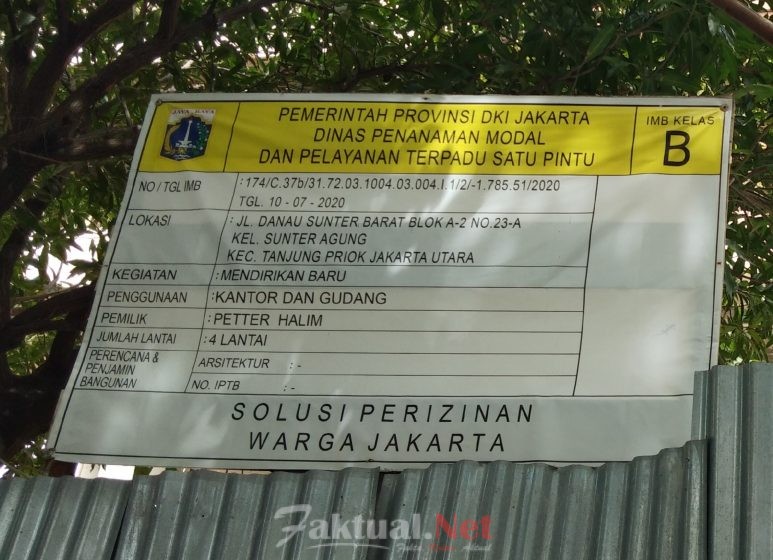 JAYA RAYA
PEMERINTAH PROVINSI DKI JAKARTA
DINAS PENANAMAN MODAL
DAN PELAYANAN TERPADU SATU PINTU
IMB KELAS
B
NO / TGL IMB : 174/C.37b/31.72.03.1004.03.004.I.1/2/-1.785.51/2020
TGL. 10 - 07 - 2020
LOKASI : JL. DANAU SUNTER BARAT BLOK A-2 NO.23-A
KEL. SUNTER AGUNG
KEC. TANJUNG PRIOK JAKARTA UTARA
KEGIATAN : MENDIRIKAN BARU
PENGGUNAAN : KANTOR DAN GUDANG
PEMILIK : PETTER HALIM
JUMLAH LANTAI : 4 LANTAI
PERENCANA &
PENJAMIN
BANGUNAN
ARSITEKTUR : -
NO. IPTB : -
SOLUSI PERIZINAN
WARGA JAKARTA
Faktual.Net